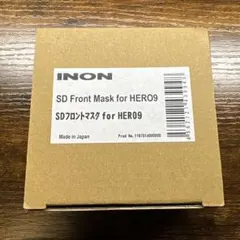 INON
SD Front Mask for HERO9
SDフロントマスク for HERO9
Made in Japan